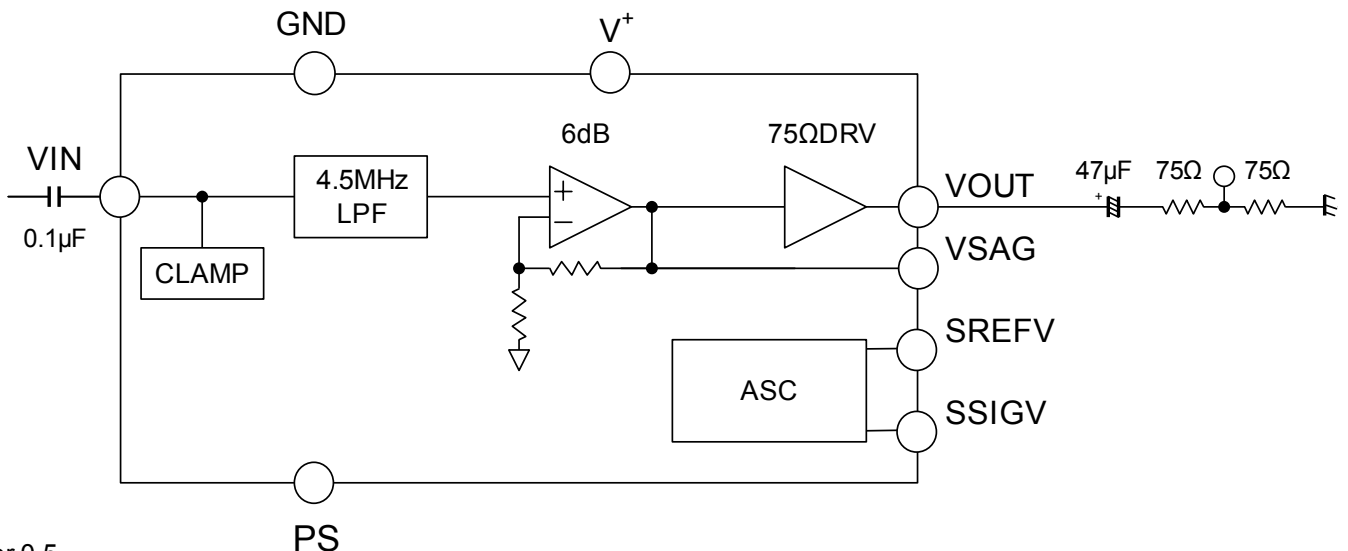 GND
V+
6dB
75ΩDRV
VIN
0.1µF
4.5MHz
LPF
CLAMP
VOUT
47µF
+
75Ω
75Ω
VSAG
SREFV
ASC
SSIGV
PS